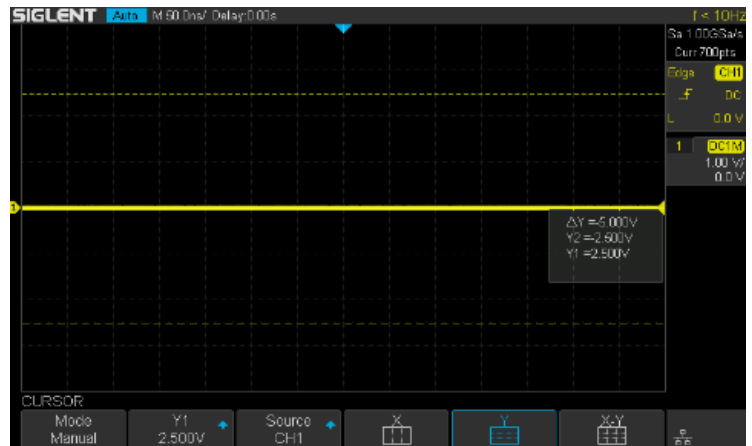 SIGLENT Auto M 50.0ns/ Delay:0.00s f < 10Hz
Sa 1.00GSa/s
Curr 700pts
Edge CH1
DC
L 0.0 V
1 DC1M
1.00 V/
0.0 V
1
△Y =-5.000V
Y2 =-2.500V
Y1 =2.500V
CURSOR
Mode Y1 Source X Y X-Y
Manual 2.500V CH1